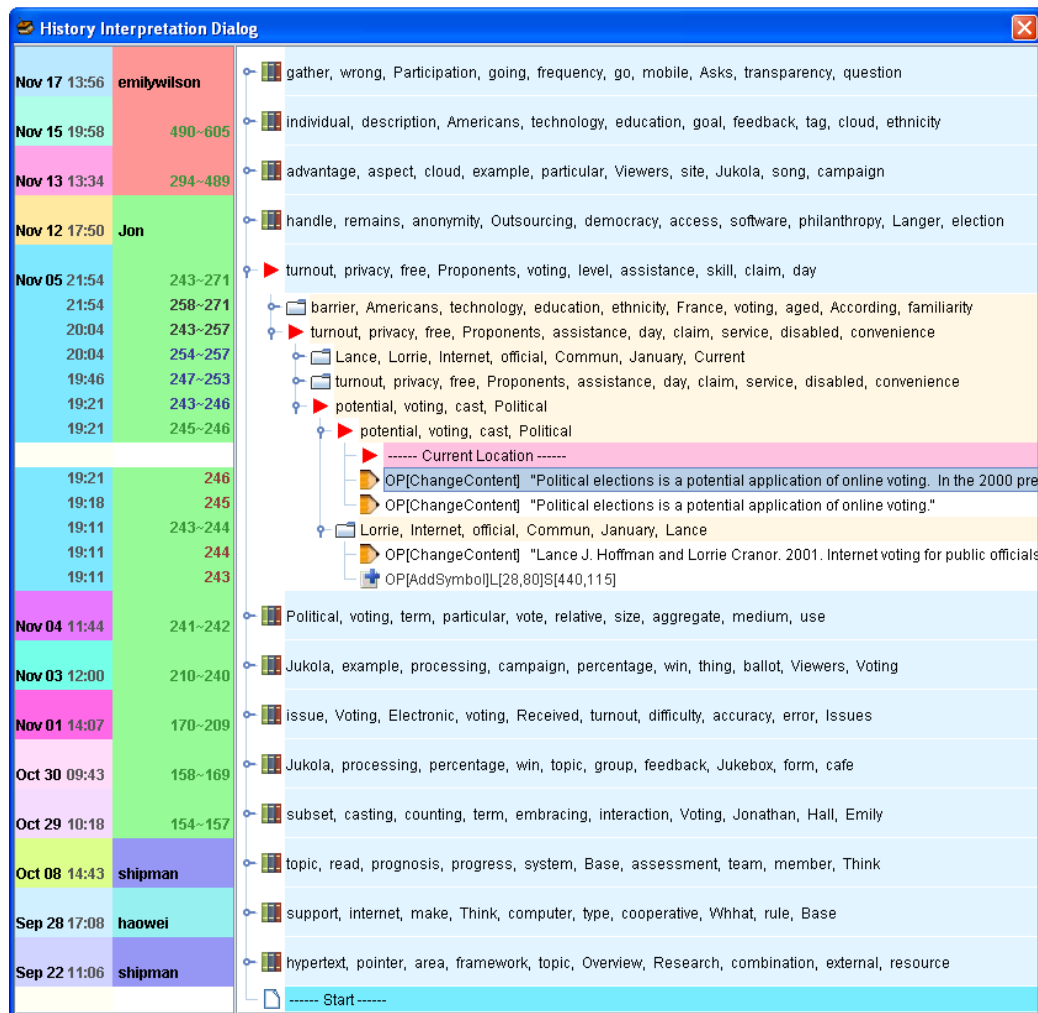 History Interpretation Dialog
Nov 17 13:56 emilywilson gather, wrong, Participation, going, frequency, go, mobile, Asks, transparency, question
Nov 15 19:58 490~605 individual, description, Americans, technology, education, goal, feedback, tag, cloud, ethnicity
Nov 13 13:34 294~489 advantage, aspect, cloud, example, particular, Viewers, site, Jukola, song, campaign
Nov 12 17:50 Jon handle, remains, anonymity, Outsourcing, democracy, access, software, philanthropy, Langer, election
Nov 05 21:54 243~271 turnout, privacy, free, Proponents, voting, level, assistance, skill, claim, day
21:54 258~271 barrier, Americans, technology, education, ethnicity, France, voting, aged, According, familiarity
20:04 243~257 turnout, privacy, free, Proponents, assistance, day, claim, service, disabled, convenience
20:04 254~257 Lance, Lorrie, Internet, official, Commun, January, Current
19:46 247~253 turnout, privacy, free, Proponents, assistance, day, claim, service, disabled, convenience
19:21 243~246 potential, voting, cast, Political
19:21 245~246 potential, voting, cast, Political
------ Current Location ------
19:21 246 OP[ChangeContent] "Political elections is a potential application of online voting. In the 2000 pre
19:18 245 OP[ChangeContent] "Political elections is a potential application of online voting."
19:11 243~244 Lorrie, Internet, official, Commun, January, Lance
19:11 244 OP[ChangeContent] "Lance J. Hoffman and Lorrie Cranor. 2001. Internet voting for public officials
19:11 243 OP[AddSymbol]L[28,80]S[440,115]
Nov 04 11:44 241~242 Political, voting, term, particular, vote, relative, size, aggregate, medium, use
Nov 03 12:00 210~240 Jukola, example, processing, campaign, percentage, win, thing, ballot, Viewers, Voting
Nov 01 14:07 170~209 issue, Voting, Electronic, voting, Received, turnout, difficulty, accuracy, error, Issues
Oct 30 09:43 158~169 Jukola, processing, percentage, win, topic, group, feedback, Jukebox, form, cafe
Oct 29 10:18 154~157 subset, casting, counting, term, embracing, interaction, Voting, Jonathan, Hall, Emily
Oct 08 14:43 shipman topic, read, prognosis, progress, system, Base, assessment, team, member, Think
Sep 28 17:08 haowei support, internet, make, Think, computer, type, cooperative, Whhat, rule, Base
Sep 22 11:06 shipman hypertext, pointer, area, framework, topic, Overview, Research, combination, external, resource
------ Start ------